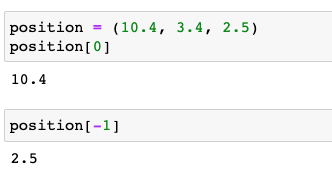 position = (10.4, 3.4, 2.5)
position[0]
10.4
position[-1]
2.5